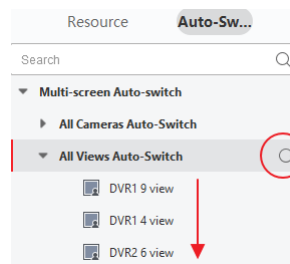 Resource Auto-Sw...
Search
Multi-screen Auto-switch
All Cameras Auto-Switch
All Views Auto-Switch
DVR1 9 view
DVR1 4 view
DVR2 6 view